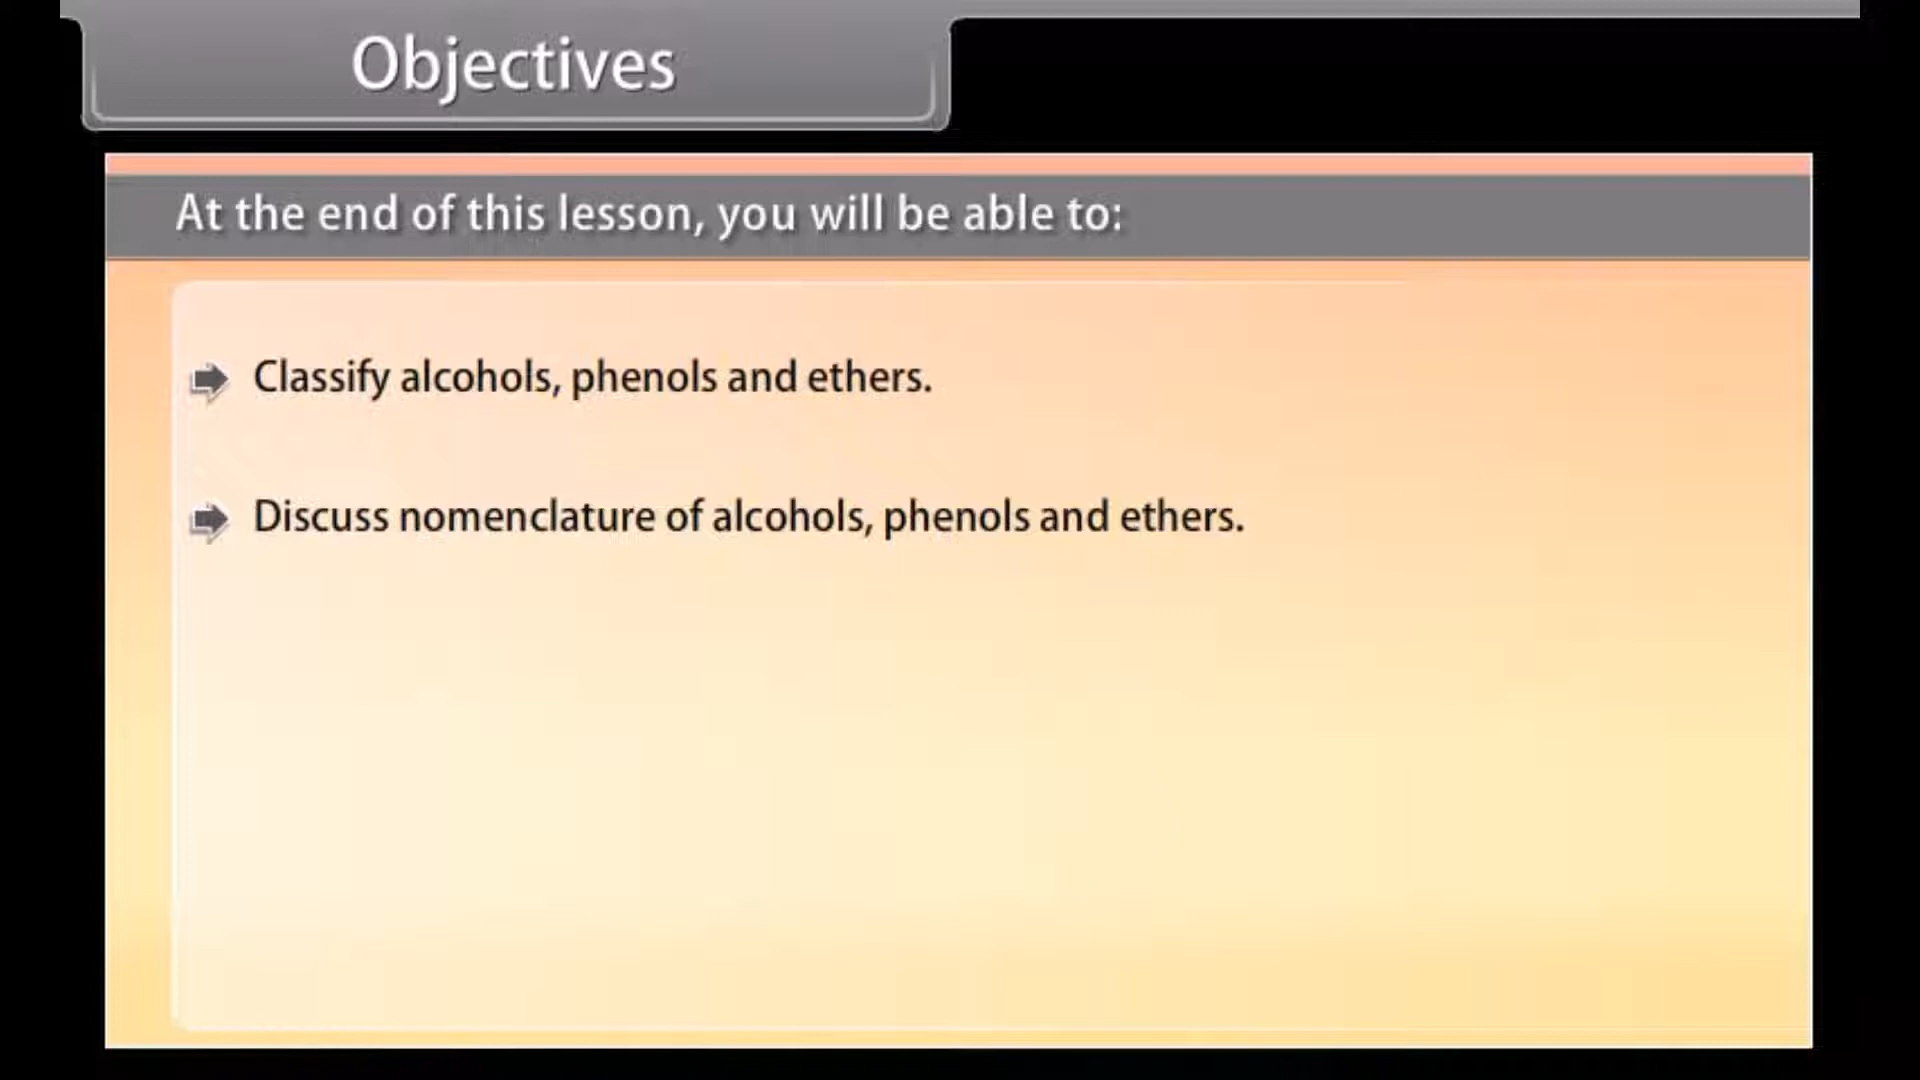 Objectives
At the end of this lesson, you will be able to:
Classify alcohols, phenols and ethers.
Discuss nomenclature of alcohols, phenols and ethers.